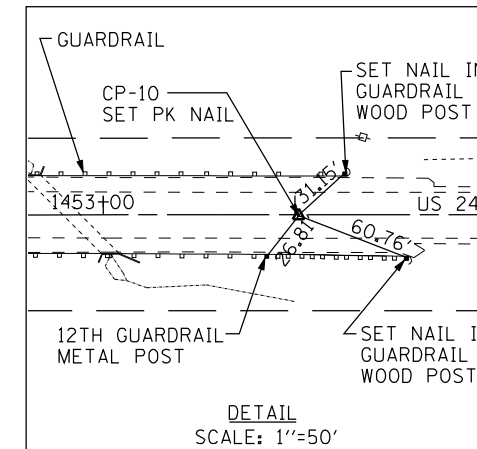 GUARDRAIL
SET NAIL I
GUARDRAIL
WOOD POST
CP-10
SET PK NAIL
31.15'
1453+00
US 24
60.76'
26.81'
12TH GUARDRAIL
METAL POST
SET NAIL I
GUARDRAIL
WOOD POST
DETAIL
SCALE: 1''=50'